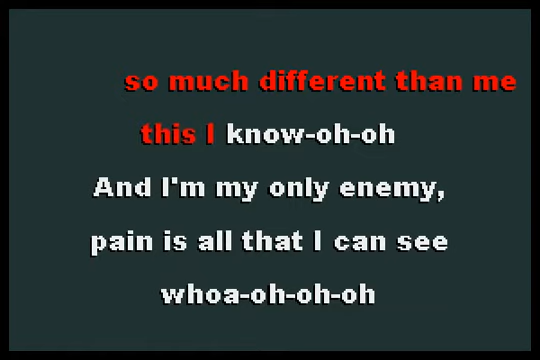 so much different than me
this I know-oh-oh
And I'm my only enemy,
pain is all that I can see
whoa-oh-oh-oh